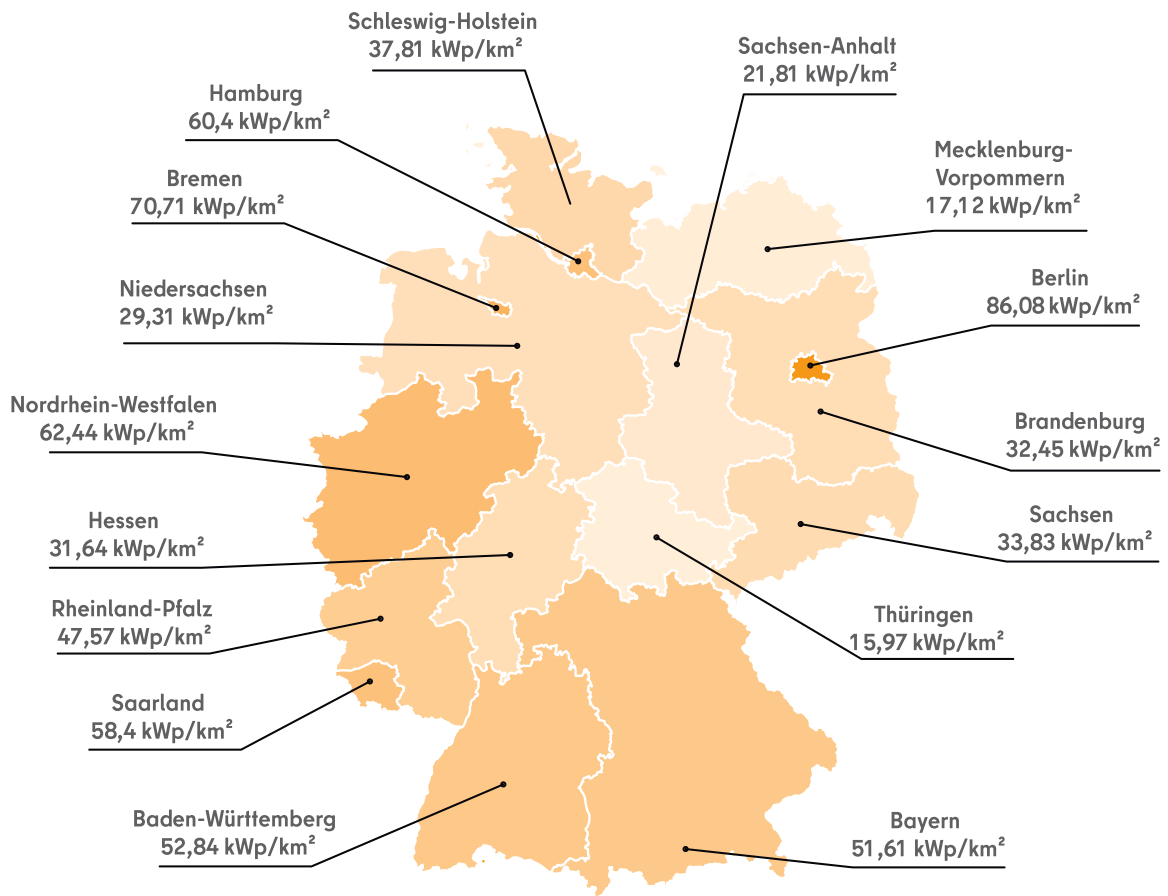 Schleswig-Holstein
37,81 kWp/km²
Sachsen-Anhalt
21,81 kWp/km²
Hamburg
60,4 kWp/km²
Mecklenburg-
Vorpommern
17,12 kWp/km²
Bremen
70,71 kWp/km²
Berlin
86,08 kWp/km²
Niedersachsen
29,31 kWp/km²
Nordrhein-Westfalen
62,44 kWp/km²
Brandenburg
32,45 kWp/km²
Hessen
31,64 kWp/km²
Sachsen
33,83 kWp/km²
Rheinland-Pfalz
47,57 kWp/km²
Thüringen
15,97 kWp/km²
Saarland
58,4 kWp/km²
Baden-Württemberg
52,84 kWp/km²
Bayern
51,61 kWp/km²